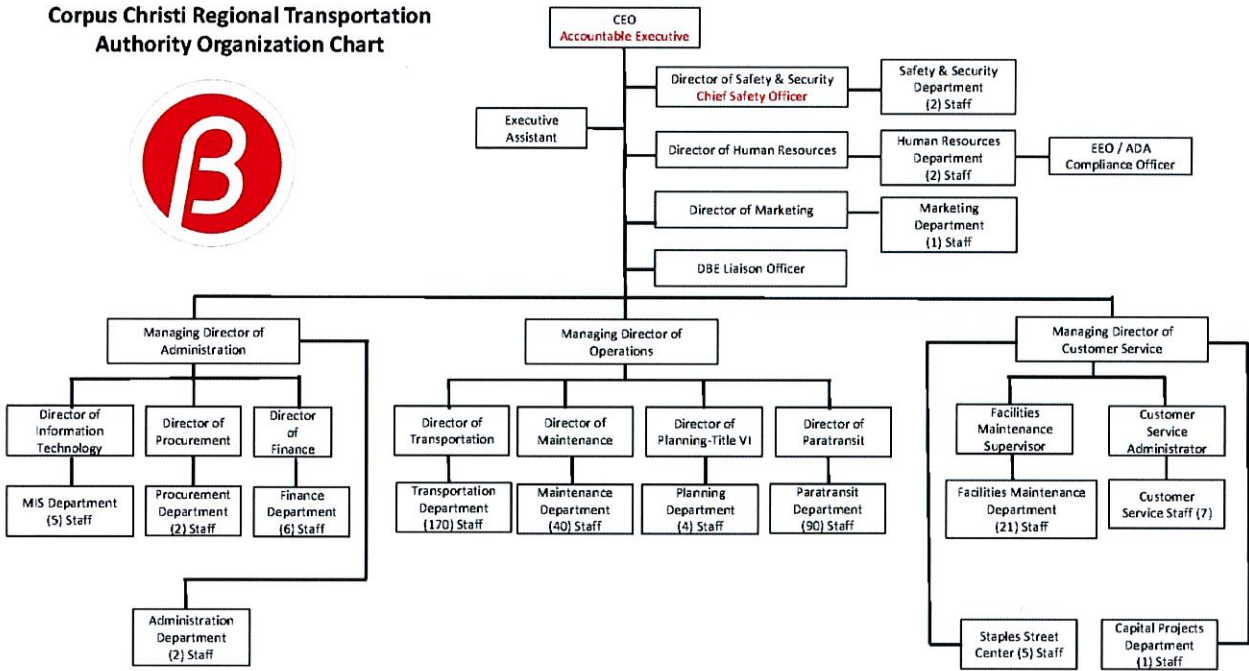 Corpus Christi Regional Transportation
Authority Organization Chart
β
CEO
Accountable Executive
Director of Safety & Security
Chief Safety Officer
Safety & Security
Department
(2) Staff
Executive
Assistant
Director of Human Resources
Human Resources
Department
(2) Staff
EEO / ADA
Compliance Officer
Director of Marketing
Marketing
Department
(1) Staff
DBE Liaison Officer
Managing Director of
Administration
Managing Director of
Operations
Managing Director of
Customer Service
Director of
Information
Technology
Director of
Procurement
Director
of
Finance
Director of
Transportation
Director of
Maintenance
Director of
Planning-Title VI
Director of
Paratransit
Facilities
Maintenance
Supervisor
Customer
Service
Administrator
MIS Department
(5) Staff
Procurement
Department
(2) Staff
Finance
Department
(6) Staff
Transportation
Department
(170) Staff
Maintenance
Department
(40) Staff
Planning
Department
(4) Staff
Paratransit
Department
(90) Staff
Facilities Maintenance
Department
(21) Staff
Customer
Service Staff (7)
Administration
Department
(2) Staff
Staples Street
Center (5) Staff
Capital Projects
Department
(1) Staff